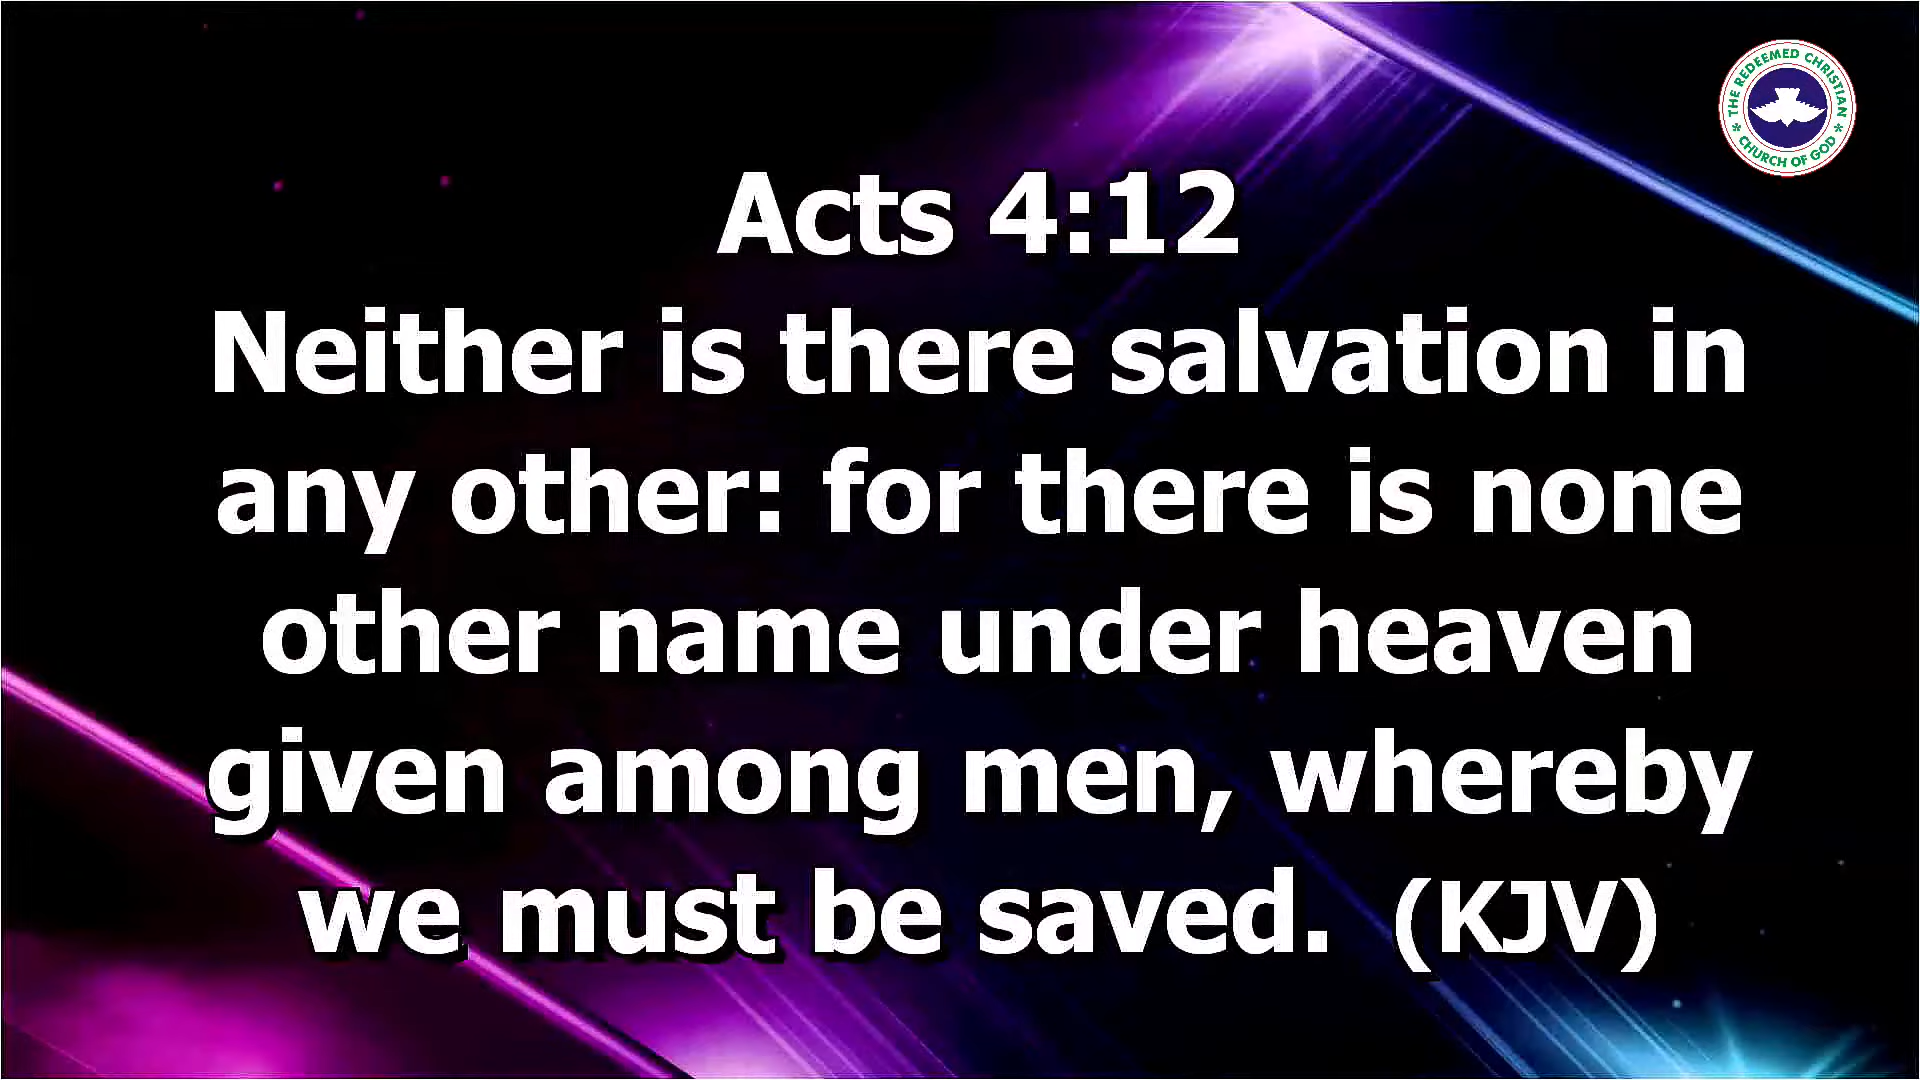 THE REDEEMED CHRISTIAN
CHURCH OF GOD
Acts 4:12
Neither is there salvation in
any other: for there is none
other name under heaven
given among men, whereby
we must be saved. (KJV)